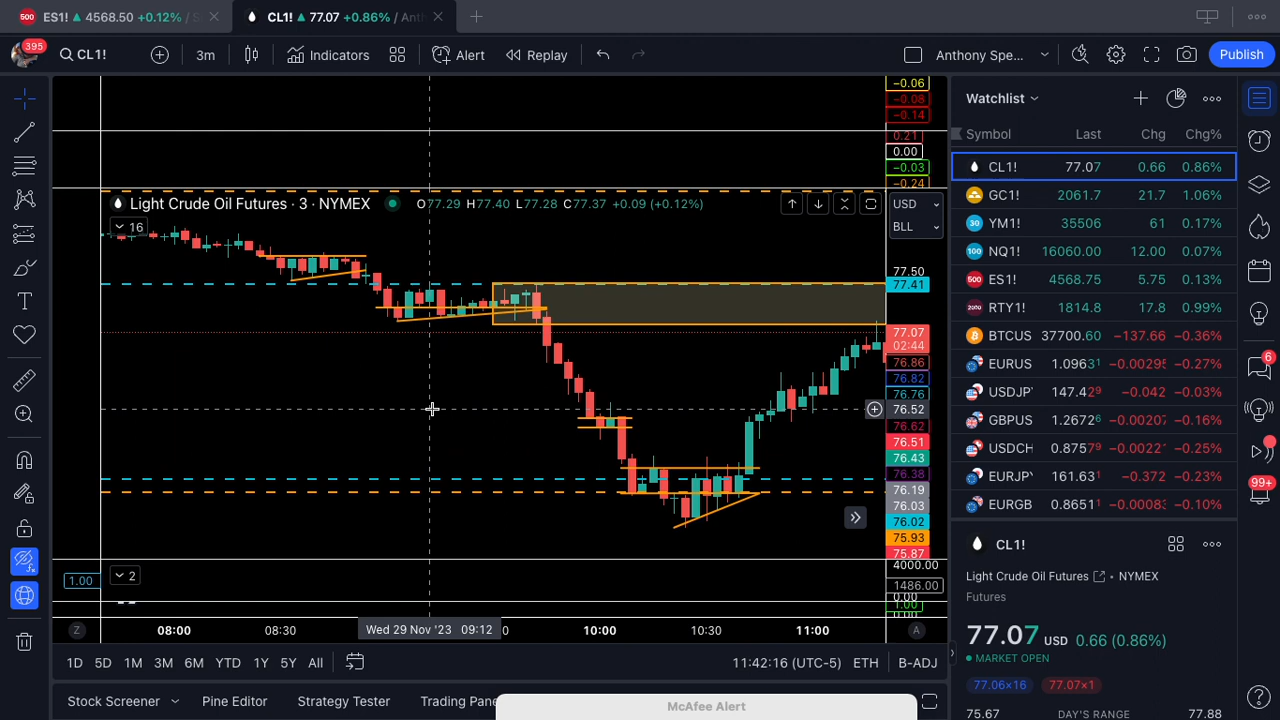 500 ES1! 4568.50 +0.12% / S
CL1! 77.07 +0.86% / Anth
395
CL1!
3m
Indicators
Alert
Replay
Anthony Spe...
Publish
Watchlist
Symbol Last Chg Chg%
CL1! 77.07 0.66 0.86%
GC1! 2061.7 21.7 1.06%
30 YM1! 35506 61 0.17%
100 NQ1! 16060.00 12.00 0.07%
500 ES1! 4568.75 5.75 0.13%
2000 RTY1! 1814.8 17.8 0.99%
BTCUS 37700.60 −137.66 −0.36%
EURUS 1.09631 −0.00295 −0.27%
USDJP 147.429 −0.042 −0.03%
GBPUS 1.26726 −0.00207 −0.16%
USDCH 0.87579 −0.00221 −0.25%
EURJP 161.631 −0.372 −0.23%
EURGB 0.86511 −0.00083 −0.10%
−0.06
−0.08
−0.14
0.21
0.00
−0.03
−0.24
Light Crude Oil Futures · 3 · NYMEX O77.29 H77.40 L77.28 C77.37 +0.09 (+0.12%)
USD
BLL
16
77.50
77.41
77.07
02:44
76.86
76.82
76.76
76.52
76.62
76.51
76.43
76.38
76.19
76.03
76.02
75.93
75.87
4000.00
1486.00
0.00
1.00
1.00
2
Z 08:00 08:30 Wed 29 Nov '23 09:12 0 10:00 10:30 11:00 A
1D 5D 1M 3M 6M YTD 1Y 5Y All
11:42:16 (UTC-5) ETH B-ADJ
Stock Screener Pine Editor Strategy Tester Trading Pane
McAfee Alert
CL1!
Light Crude Oil Futures • NYMEX
Futures
77.07 USD 0.66 (0.86%)
MARKET OPEN
77.06×16 77.07×1
75.67 DAY'S RANGE 77.88
6
99+